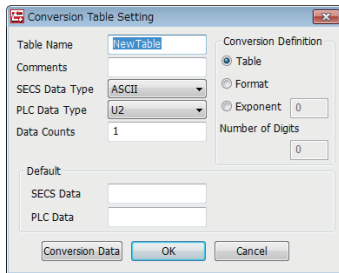 Conversion Table Setting
Table Name NewTable
Comments
SECS Data Type ASCII
PLC Data Type U2
Data Counts 1
Conversion Definition
Table
Format
Exponent 0
Number of Digits
0
Default
SECS Data
PLC Data
Conversion Data OK Cancel